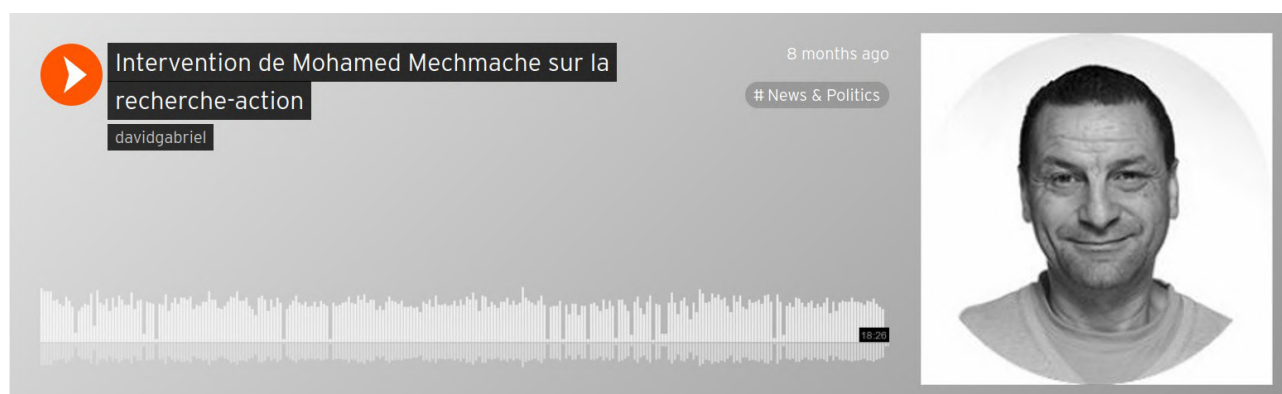 Intervention de Mohamed Mechmache sur la
recherche-action
davidgabriel
8 months ago
# News & Politics
18:26